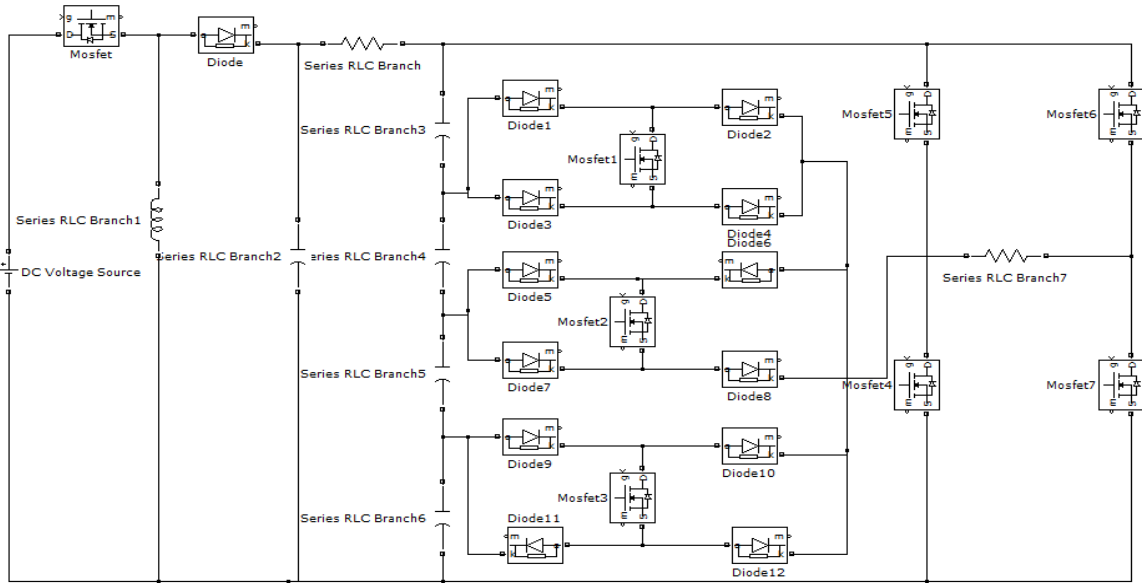 Mosfet
Diode
Series RLC Branch
Series RLC Branch3
Diode1
Diode2
Mosfet1
Mosfet5
Mosfet6
Diode3
Diode4
Series RLC Branch1
Series RLC Branch2
eries RLC Branch4
Diode6
DC Voltage Source
Diode5
Series RLC Branch7
Mosfet2
Series RLC Branch5
Diode7
Diode8
Mosfet4
Mosfet7
Diode9
Diode10
Mosfet3
Series RLC Branch6
Diode11
Diode12